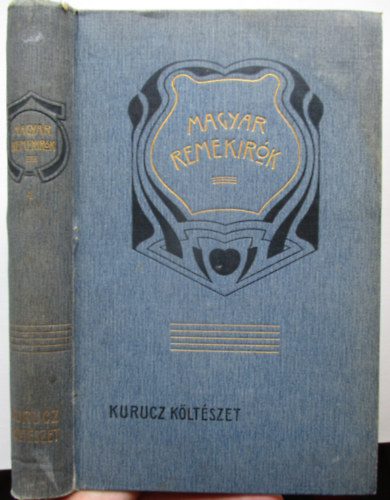 MAGYAR
REMEKIRÓK
MAGYAR
REMEKIRÓK
KURUCZ KÖLTÉSZET
KURUCZ
KÖLTÉSZET